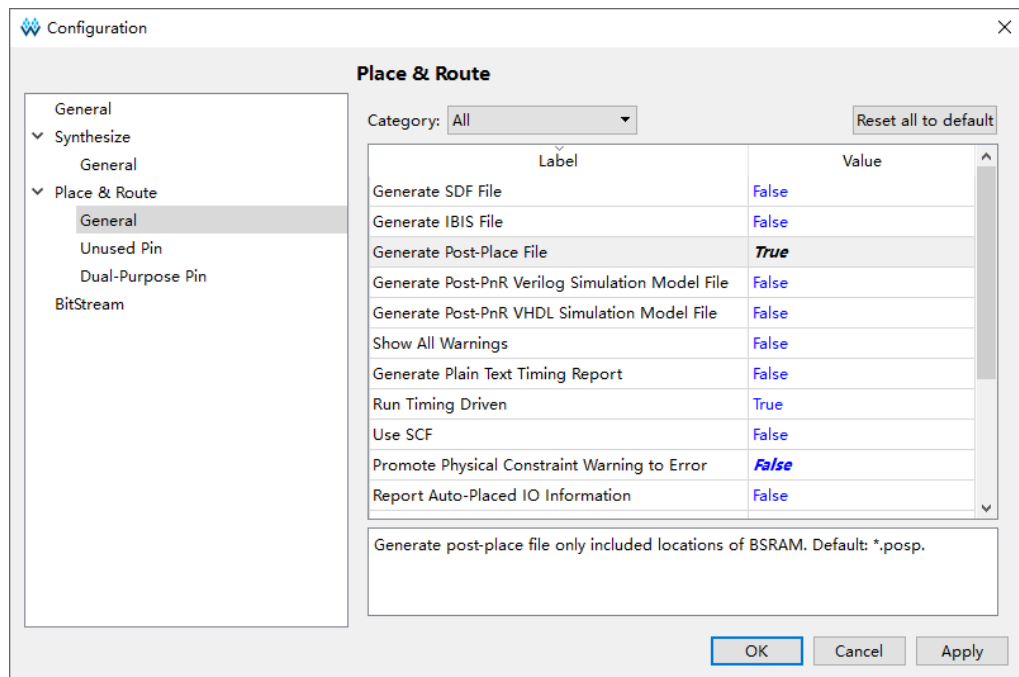 Configuration
Place & Route
General
Synthesize
General
Place & Route
General
Unused Pin
Dual-Purpose Pin
BitStream
Category: All Reset all to default
Label Value
Generate SDF File False
Generate IBIS File False
Generate Post-Place File True
Generate Post-PnR Verilog Simulation Model File False
Generate Post-PnR VHDL Simulation Model File False
Show All Warnings False
Generate Plain Text Timing Report False
Run Timing Driven True
Use SCF False
Promote Physical Constraint Warning to Error False
Report Auto-Placed IO Information False
Generate post-place file only included locations of BSRAM. Default: *.posp.
OK Cancel Apply